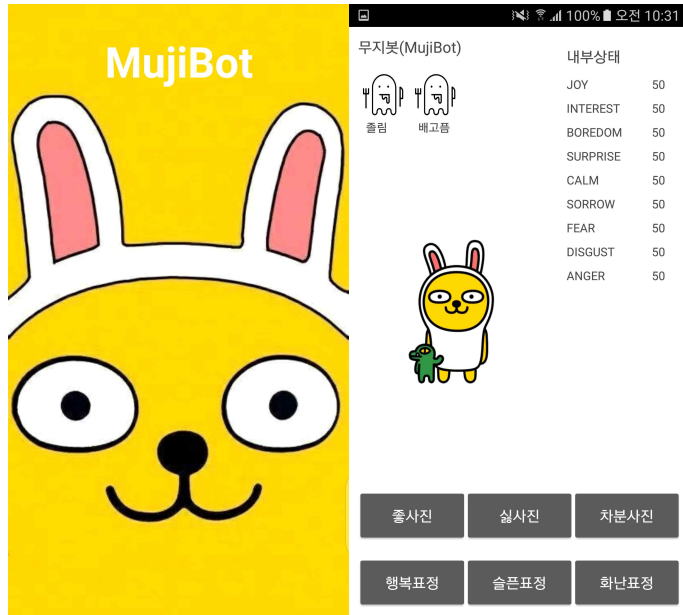 MujiBot
100% 오전 10:31
무지봇(MujiBot)
졸림 배고픔
내부상태
JOY 50
INTEREST 50
BOREDOM 50
SURPRISE 50
CALM 50
SORROW 50
FEAR 50
DISGUST 50
ANGER 50
좋사진 싫사진 차분사진
행복표정 슬픈표정 화난표정